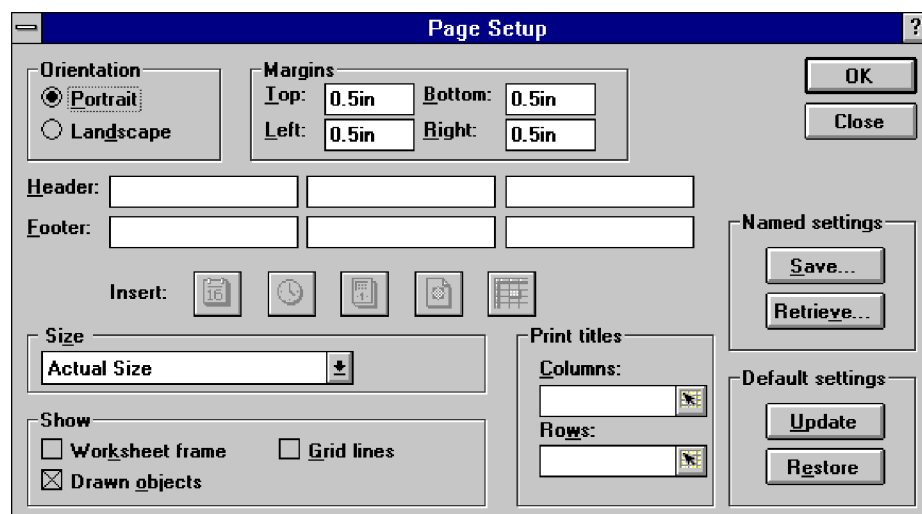 Page Setup ?
Orientation
Portrait
Landscape
Margins
Top: 0.5in Bottom: 0.5in
Left: 0.5in Right: 0.5in
OK
Close
Header:
Footer:
Insert: 16 1
Named settings
Save...
Retrieve...
Size
Actual Size
Print titles
Columns:
Rows:
Default settings
Update
Restore
Show
Worksheet frame Grid lines
Drawn objects